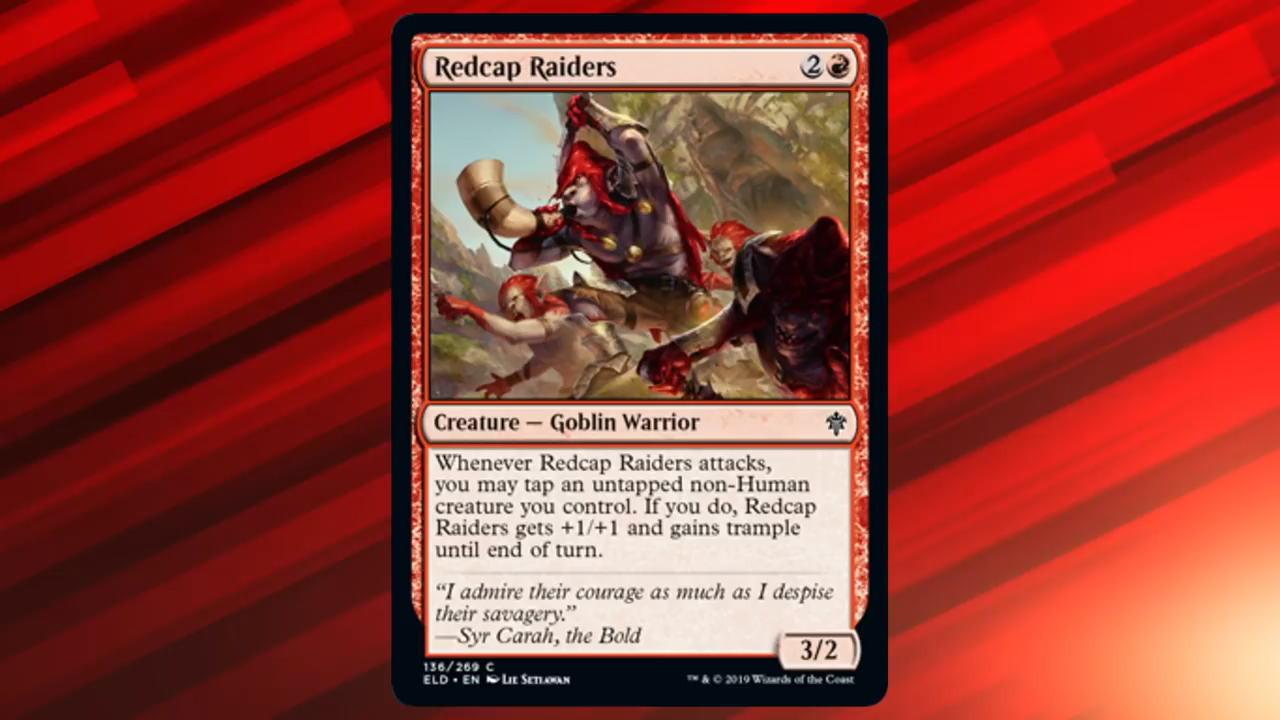 Redcap Raiders 2
Creature — Goblin Warrior
Whenever Redcap Raiders attacks,
you may tap an untapped non-Human
creature you control. If you do, Redcap
Raiders gets +1/+1 and gains trample
until end of turn.
“I admire their courage as much as I despise
their savagery.”
—Syr Carah, the Bold
3/2
136/269 C
ELD • EN Lie Setiawan
™ & © 2019 Wizards of the Coast